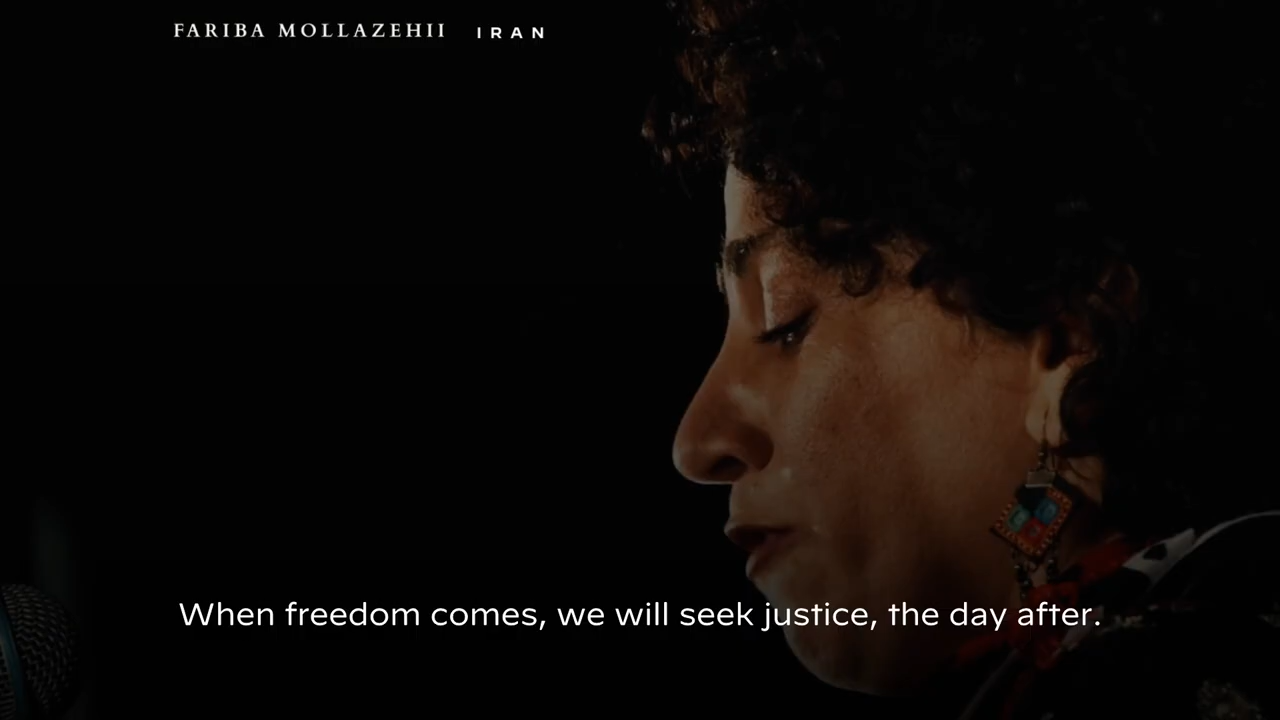 FARIBA MOLLAZEHII IRAN
When freedom comes, we will seek justice, the day after.